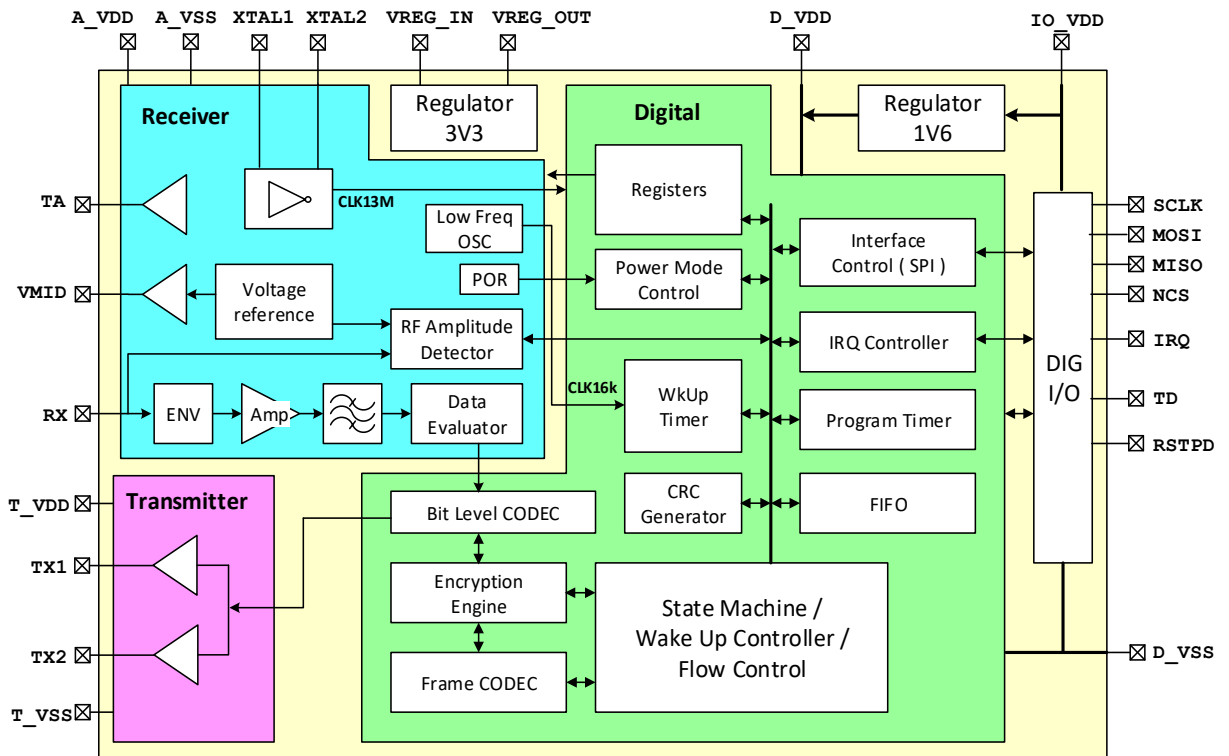 A_VDD
A_VSS
XTAL1
XTAL2
VREG_IN
VREG_OUT
D_VDD
IO_VDD
Receiver
Regulator
3V3
Digital
Regulator
1V6
TA
CLK13M
Registers
SCLK
Low Freq
OSC
Interface
Control ( SPI )
MOSI
MISO
POR
Power Mode
Control
NCS
VMID
Voltage
reference
RF Amplitude
Detector
IRQ Controller
IRQ
DIG
I/O
CLK16k
WkUp
Timer
Program Timer
TD
RX
ENV
Amp
Data
Evaluator
RSTPD
Transmitter
T_VDD
Bit Level CODEC
CRC
Generator
FIFO
TX1
Encryption
Engine
State Machine /
Wake Up Controller /
Flow Control
TX2
D_VSS
Frame CODEC
T_VSS